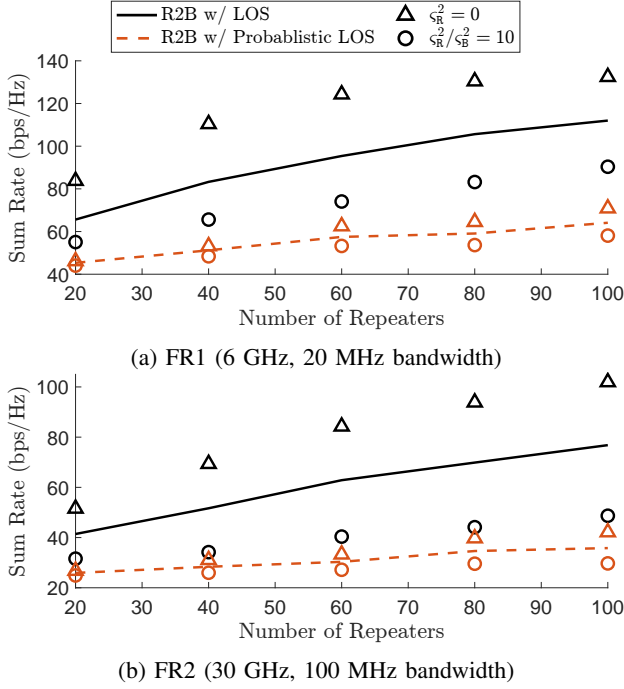 R2B w/ LOS
R2B w/ Probablistic LOS
ς_R^2 = 0
ς_R^2/ς_B^2 = 10
Sum Rate (bps/Hz)
140
120
100
80
60
40
20 30 40 50 60 70 80 90 100
Number of Repeaters
(a) FR1 (6 GHz, 20 MHz bandwidth)
Sum Rate (bps/Hz)
100
80
60
40
20
20 30 40 50 60 70 80 90 100
Number of Repeaters
(b) FR2 (30 GHz, 100 MHz bandwidth)